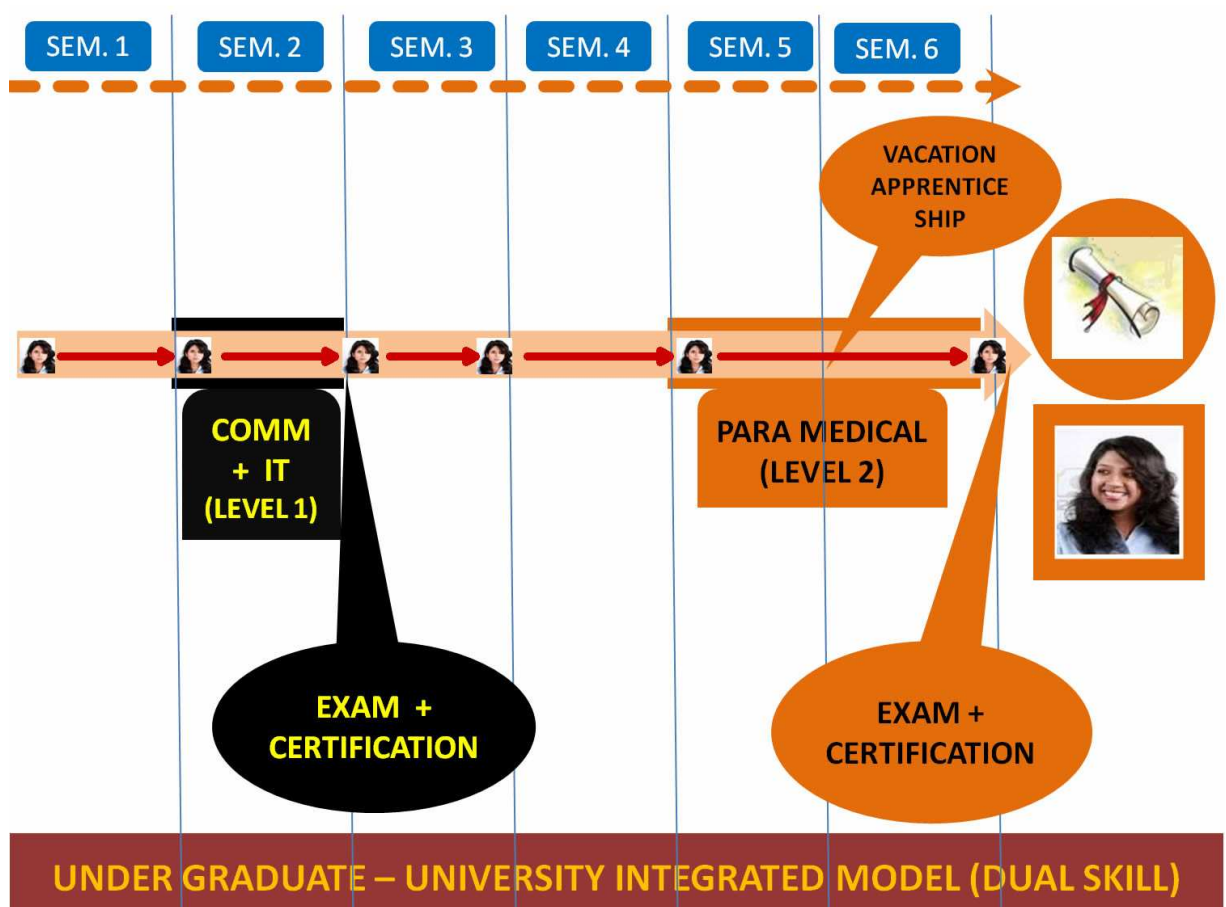 SEM. 1
SEM. 2
SEM. 3
SEM. 4
SEM. 5
SEM. 6
VACATION
APPRENTICE
SHIP
COMM
+ IT
(LEVEL 1)
PARA MEDICAL
(LEVEL 2)
EXAM +
CERTIFICATION
EXAM +
CERTIFICATION
UNDER GRADUATE – UNIVERSITY INTEGRATED MODEL (DUAL SKILL)